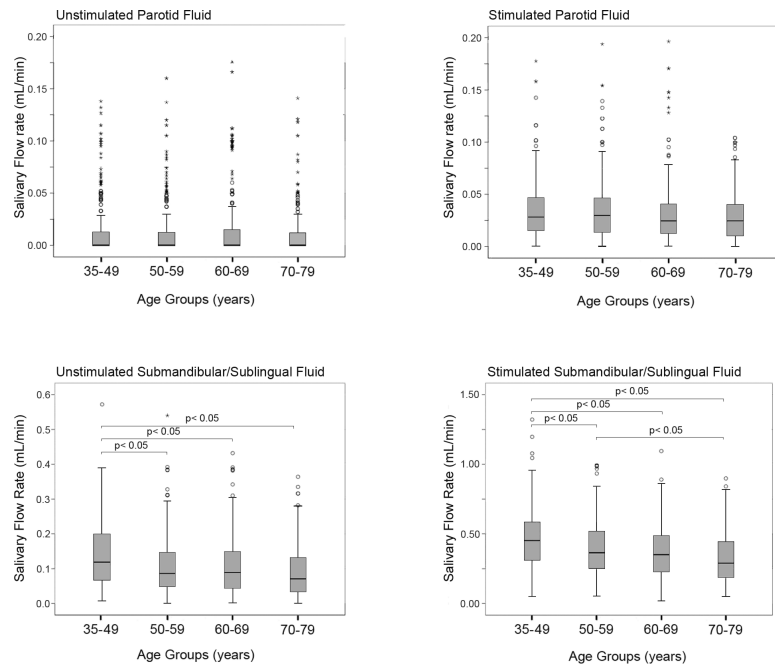 Unstimulated Parotid Fluid
Salivary Flow rate (mL/min)
0.20
0.15
0.10
0.05
0.00
35-49 50-59 60-69 70-79
Age Groups (years)
Stimulated Parotid Fluid
Salivary Flow rate (mL/min)
0.20
0.15
0.10
0.05
0.00
35-49 50-59 60-69 70-79
Age Groups (years)
Unstimulated Submandibular/Sublingual Fluid
Salivary Flow Rate (mL/min)
0.6
0.5
0.4
0.3
0.2
0.1
0.0
p< 0.05
p< 0.05
p< 0.05
35-49 50-59 60-69 70-79
Age Groups (years)
Stimulated Submandibular/Sublingual Fluid
Salivary Flow Rate (mL/min)
1.50
1.00
0.50
0.00
p< 0.05
p< 0.05
p< 0.05
p< 0.05
35-49 50-59 60-69 70-79
Age Groups (years)